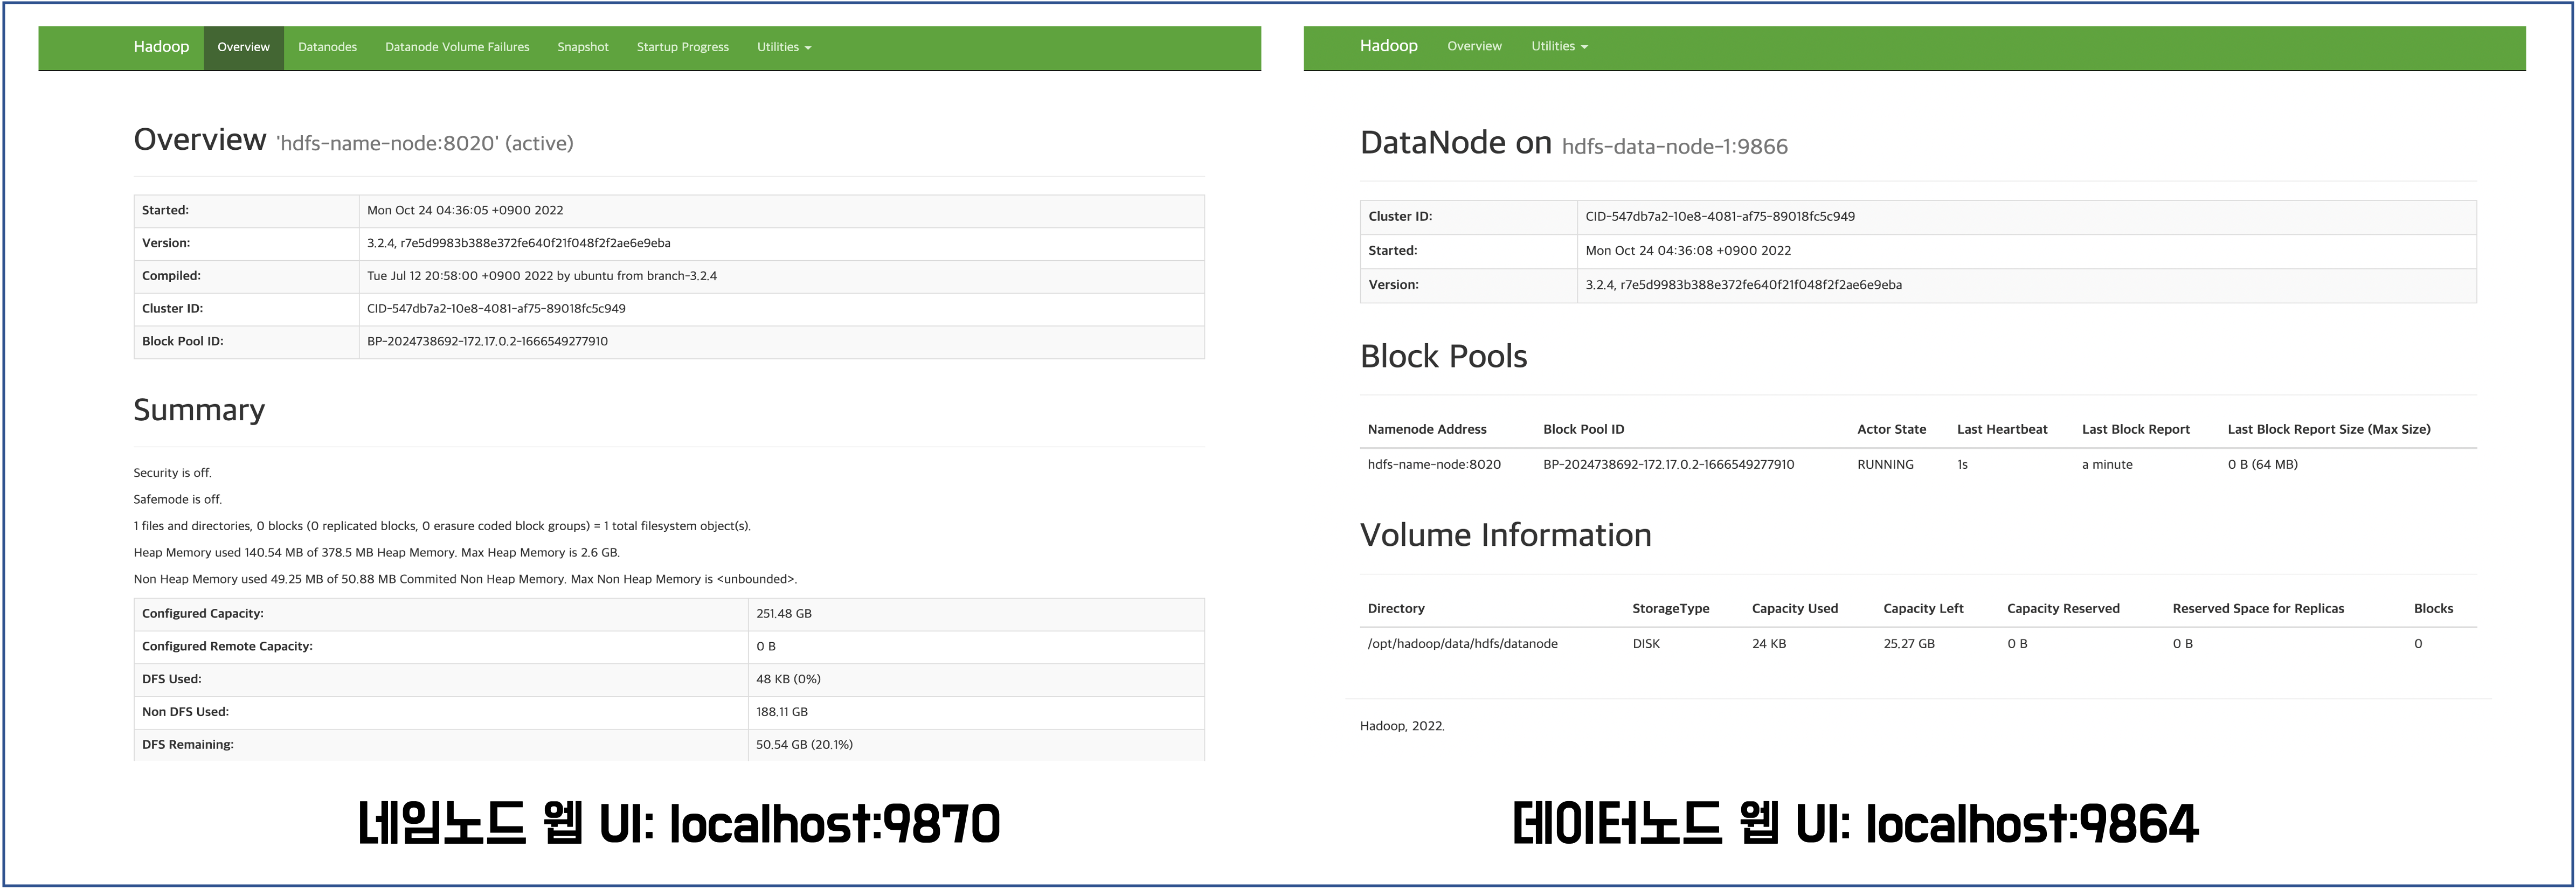 Hadoop Overview Datanodes Datanode Volume Failures Snapshot Startup Progress Utilities
Overview 'hdfs-name-node:8020' (active)
Started: Mon Oct 24 04:36:05 +0900 2022
Version: 3.2.4, r7e5d9983b388e372fe640f21f048f2f2ae6e9eba
Compiled: Tue Jul 12 20:58:00 +0900 2022 by ubuntu from branch-3.2.4
Cluster ID: CID-547db7a2-10e8-4081-af75-89018fc5c949
Block Pool ID: BP-2024738692-172.17.0.2-1666549277910
Summary
Security is off.
Safemode is off.
1 files and directories, 0 blocks (0 replicated blocks, 0 erasure coded block groups) = 1 total filesystem object(s).
Heap Memory used 140.54 MB of 378.5 MB Heap Memory. Max Heap Memory is 2.6 GB.
Non Heap Memory used 49.25 MB of 50.88 MB Commited Non Heap Memory. Max Non Heap Memory is <unbounded>.
Configured Capacity: 251.48 GB
Configured Remote Capacity: 0 B
DFS Used: 48 KB (0%)
Non DFS Used: 188.11 GB
DFS Remaining: 50.54 GB (20.1%)
네임노드 웹 UI: localhost:9870
Hadoop Overview Utilities
DataNode on hdfs-data-node-1:9866
Cluster ID: CID-547db7a2-10e8-4081-af75-89018fc5c949
Started: Mon Oct 24 04:36:08 +0900 2022
Version: 3.2.4, r7e5d9983b388e372fe640f21f048f2f2ae6e9eba
Block Pools
Namenode Address Block Pool ID Actor State Last Heartbeat Last Block Report Last Block Report Size (Max Size)
hdfs-name-node:8020 BP-2024738692-172.17.0.2-1666549277910 RUNNING 1s a minute 0 B (64 MB)
Volume Information
Directory StorageType Capacity Used Capacity Left Capacity Reserved Reserved Space for Replicas Blocks
/opt/hadoop/data/hdfs/datanode DISK 24 KB 25.27 GB 0 B 0 B 0
Hadoop, 2022.
데이터노드 웹 UI: localhost:9864